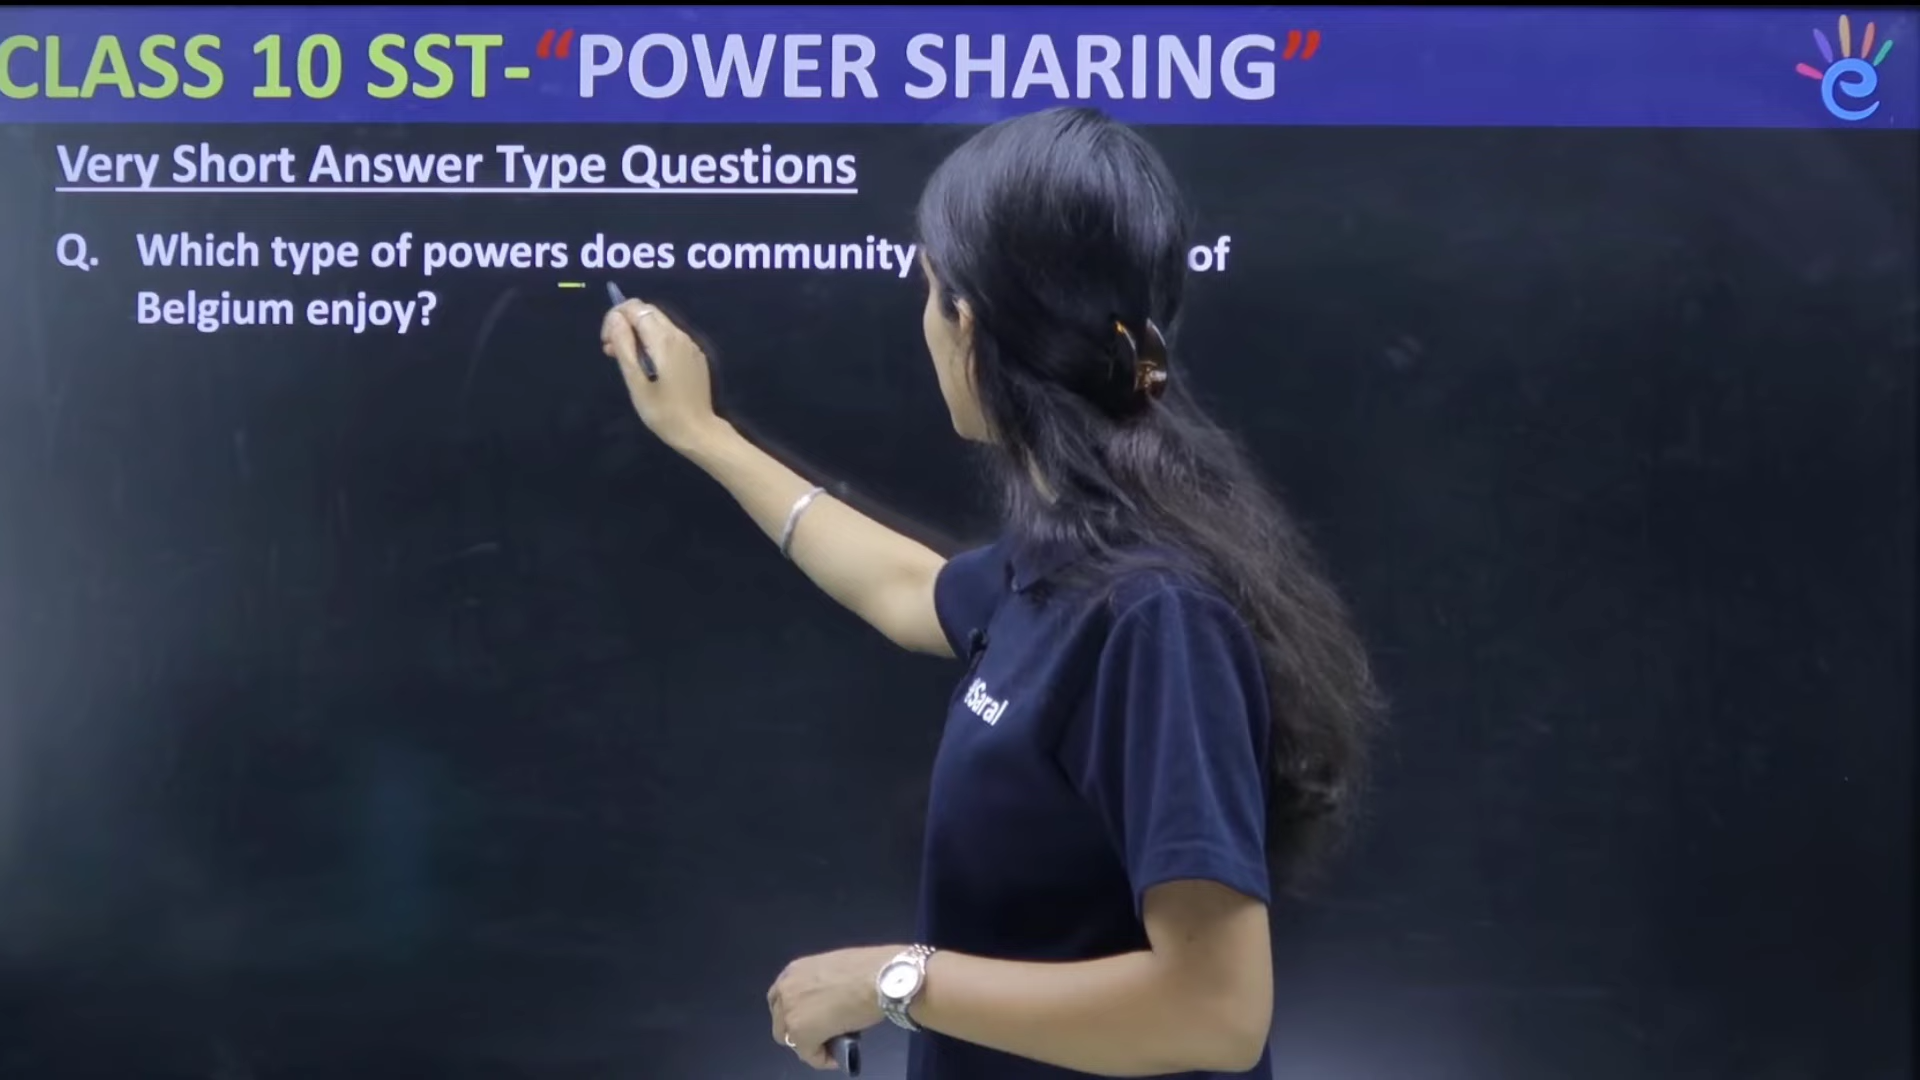 CLASS 10 SST-“POWER SHARING”
Very Short Answer Type Questions
Q. Which type of powers does community of
Belgium enjoy?
eSaral